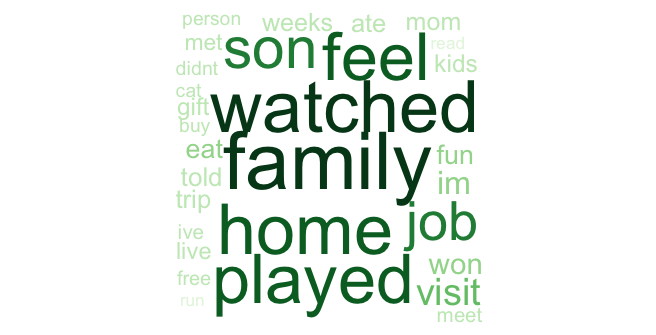 person weeks ate mom
met son feel read
didnt kids
cat watched
gift
buy
eat family fun
told im
trip
home job
ive
live won
free played visit
run
meet